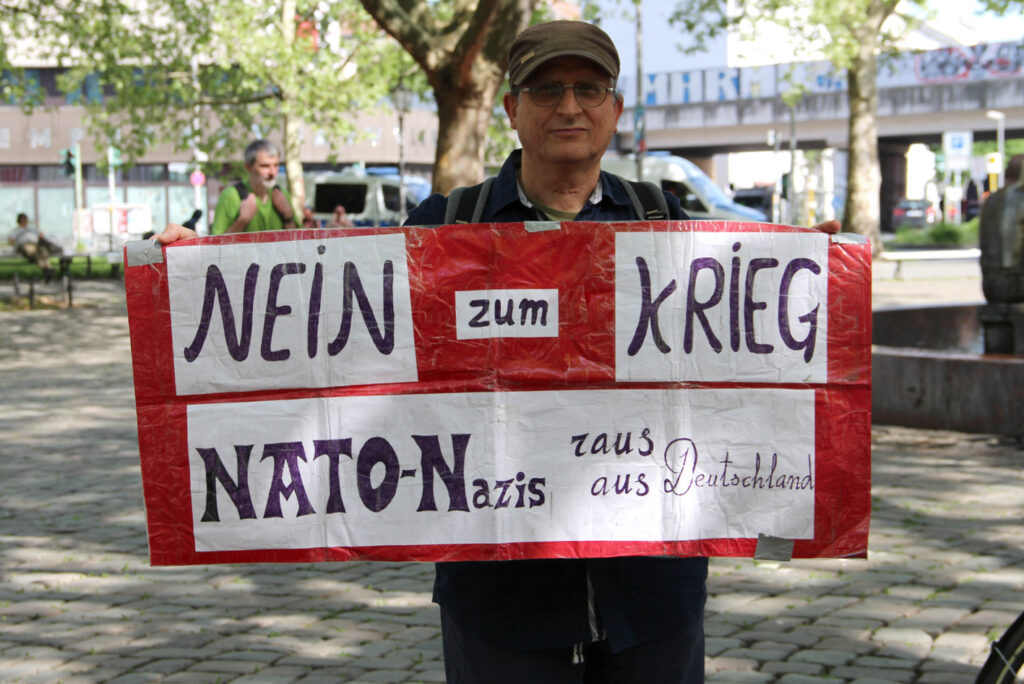 NEIN zum KRIEG
NATO-Nazis raus
aus Deutschland